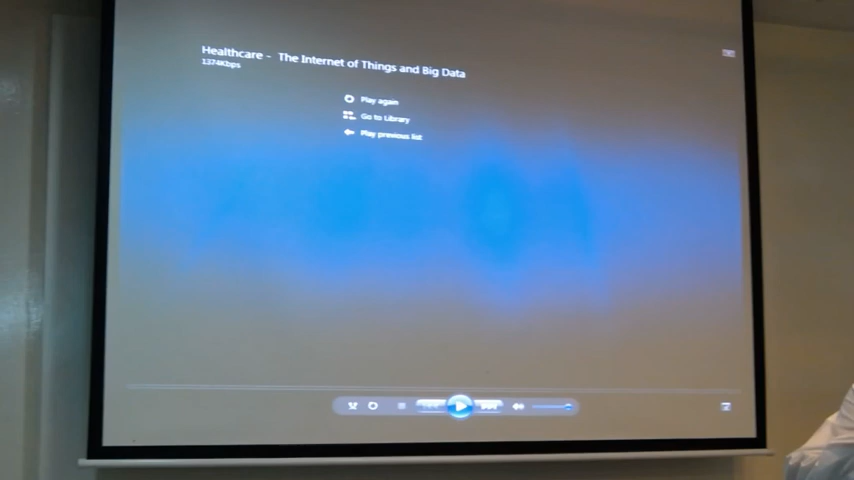 Healthcare - The Internet of Things and Big Data
1374Kbps
Play again
Go to Library
Play previous list